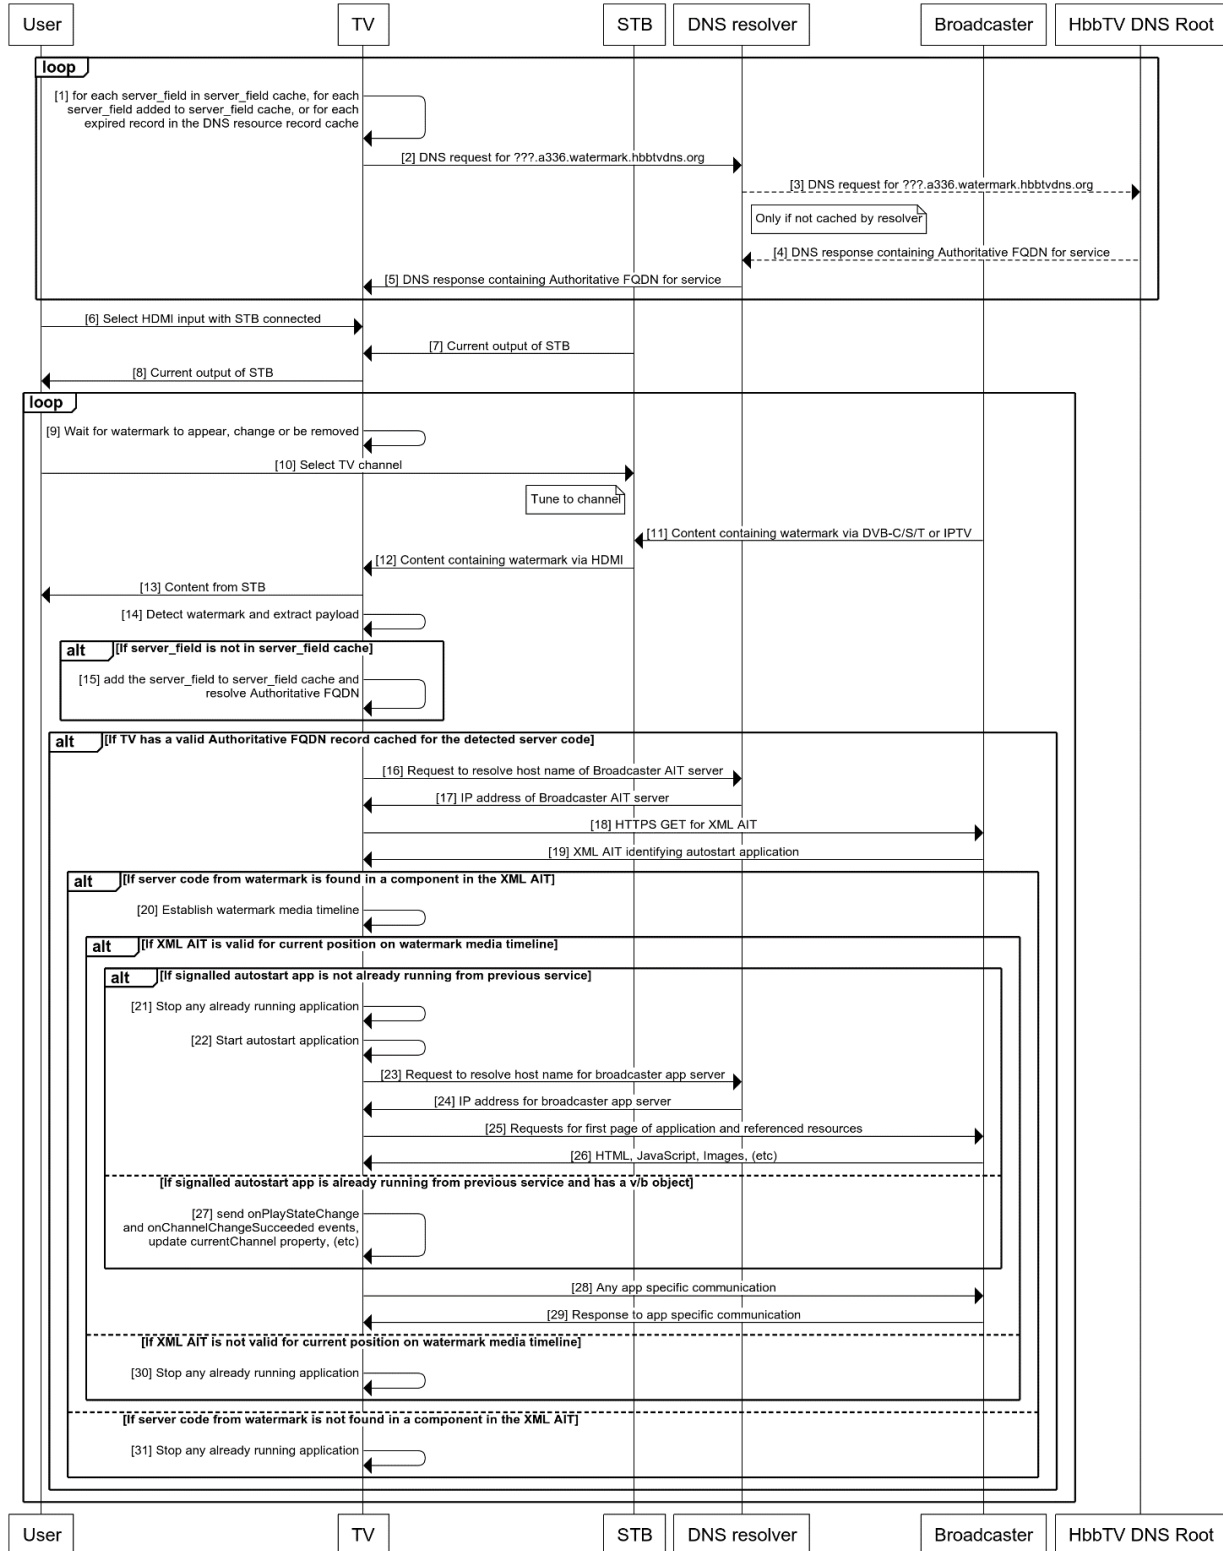 User TV STB DNS resolver Broadcaster HbbTV DNS Root
loop
[1] for each server_field in server_field cache, for each
server_field added to server_field cache, or for each
expired record in the DNS resource record cache
[2] DNS request for ???.a336.watermark.hbbtvdns.org
[3] DNS request for ???.a336.watermark.hbbtvdns.org
Only if not cached by resolver
[4] DNS response containing Authoritative FQDN for service
[5] DNS response containing Authoritative FQDN for service
[6] Select HDMI input with STB connected
[7] Current output of STB
[8] Current output of STB
loop
[9] Wait for watermark to appear, change or be removed
[10] Select TV channel
Tune to channel
[11] Content containing watermark via DVB-C/S/T or IPTV
[12] Content containing watermark via HDMI
[13] Content from STB
[14] Detect watermark and extract payload
alt [If server_field is not in server_field cache]
[15] add the server_field to server_field cache and
resolve Authoritative FQDN
alt [If TV has a valid Authoritative FQDN record cached for the detected server code]
[16] Request to resolve host name of Broadcaster AIT server
[17] IP address of Broadcaster AIT server
[18] HTTPS GET for XML AIT
[19] XML AIT identifying autostart application
alt [If server code from watermark is found in a component in the XML AIT]
[20] Establish watermark media timeline
alt [If XML AIT is valid for current position on watermark media timeline]
alt [If signalled autostart app is not already running from previous service]
[21] Stop any already running application
[22] Start autostart application
[23] Request to resolve host name for broadcaster app server
[24] IP address for broadcaster app server
[25] Requests for first page of application and referenced resources
[26] HTML, JavaScript, Images, (etc)
[If signalled autostart app is already running from previous service and has a v/b object]
[27] send onPlayStateChange
and onChannelChangeSucceeded events,
update currentChannel property, (etc)
[28] Any app specific communication
[29] Response to app specific communication
[If XML AIT is not valid for current position on watermark media timeline]
[30] Stop any already running application
[If server code from watermark is not found in a component in the XML AIT]
[31] Stop any already running application
User TV STB DNS resolver Broadcaster HbbTV DNS Root